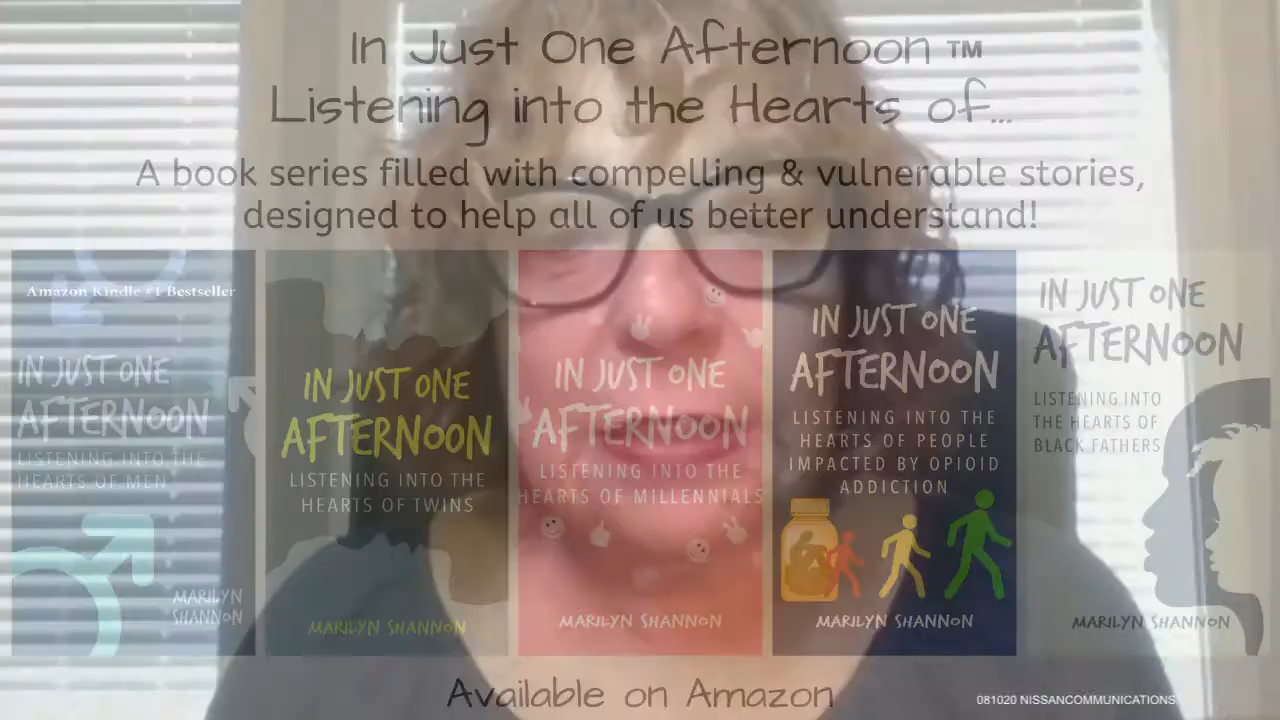 In Just One Afternoon ™
Listening into the Hearts of...
A book series filled with compelling & vulnerable stories,
designed to help all of us better understand!
Amazon Kindle #1 Bestseller
IN JUST ONE
AFTERNOON
LISTENING INTO THE
HEARTS OF MEN
MARILYN
SHANNON
IN JUST ONE
AFTERNOON
LISTENING INTO THE
HEARTS OF TWINS
MARILYN SHANNON
IN JUST ONE
AFTERNOON
LISTENING INTO THE
HEARTS OF MILLENNIALS
MARILYN SHANNON
IN JUST ONE
AFTERNOON
LISTENING INTO THE
HEARTS OF PEOPLE
IMPACTED BY OPIOID
ADDICTION
MARILYN SHANNON
IN JUST ONE
AFTERNOON
LISTENING INTO
THE HEARTS OF
BLACK FATHERS
MARILYN SHANNON
Available on Amazon
081020 NISSANCOMMUNICATIONS